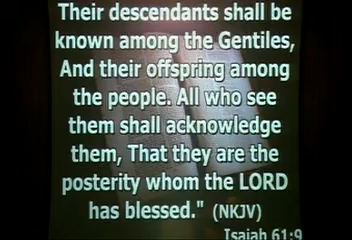 Their descendants shall be
known among the Gentiles,
And their offspring among
the people. All who see
them shall acknowledge
them, That they are the
posterity whom the LORD
has blessed." (NKJV)
Isaiah 61:9